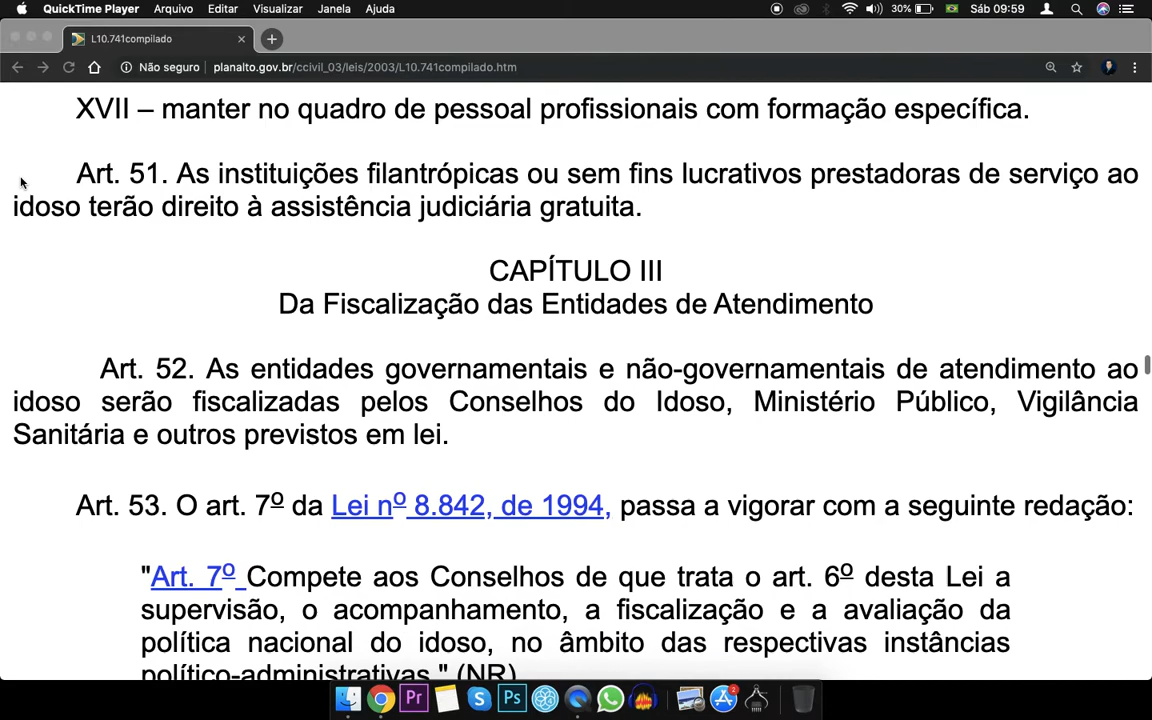 QuickTime Player Arquivo Editar Visualizar Janela Ajuda 30% Sáb 09:59
L10.741compilado
Não seguro planalto.gov.br/ccivil_03/leis/2003/L10.741compilado.htm
XVII – manter no quadro de pessoal profissionais com formação específica.
Art. 51. As instituições filantrópicas ou sem fins lucrativos prestadoras de serviço ao
idoso terão direito à assistência judiciária gratuita.
CAPÍTULO III
Da Fiscalização das Entidades de Atendimento
Art. 52. As entidades governamentais e não-governamentais de atendimento ao
idoso serão fiscalizadas pelos Conselhos do Idoso, Ministério Público, Vigilância
Sanitária e outros previstos em lei.
Art. 53. O art. 7º da Lei nº 8.842, de 1994, passa a vigorar com a seguinte redação:
"Art. 7º Compete aos Conselhos de que trata o art. 6º desta Lei a
supervisão, o acompanhamento, a fiscalização e a avaliação da
política nacional do idoso, no âmbito das respectivas instâncias
político-administrativas." (NR)
Pr Ps 2